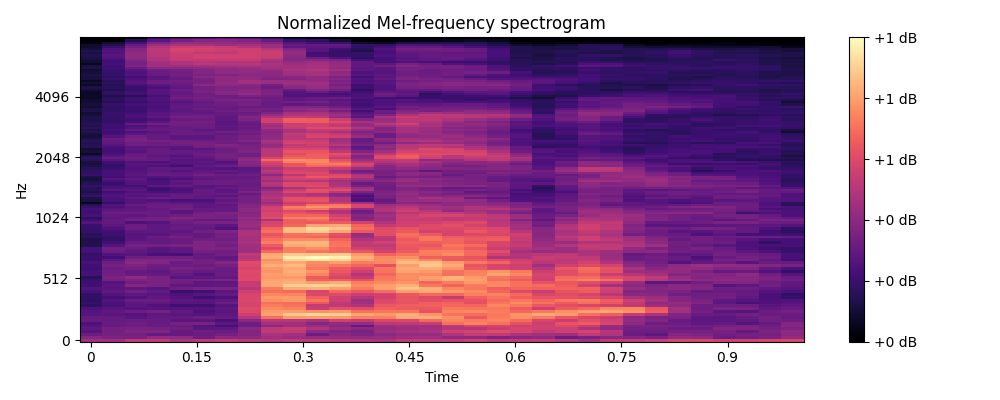 Normalized Mel-frequency spectrogram
Hz
4096
2048
1024
512
0
0 0.15 0.3 0.45 0.6 0.75 0.9
Time
+1 dB
+1 dB
+1 dB
+0 dB
+0 dB
+0 dB